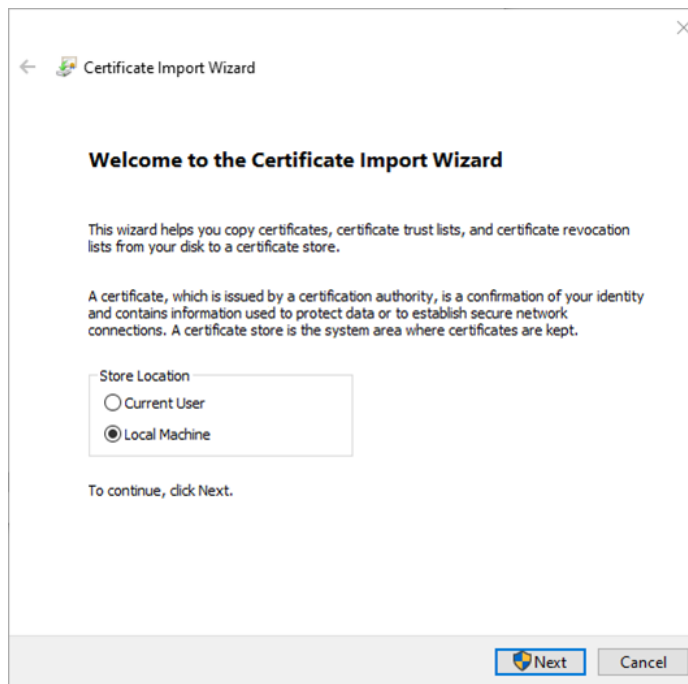 Certificate Import Wizard
Welcome to the Certificate Import Wizard
This wizard helps you copy certificates, certificate trust lists, and certificate revocation
lists from your disk to a certificate store.
A certificate, which is issued by a certification authority, is a confirmation of your identity
and contains information used to protect data or to establish secure network
connections. A certificate store is the system area where certificates are kept.
Store Location
Current User
Local Machine
To continue, click Next.
Next
Cancel